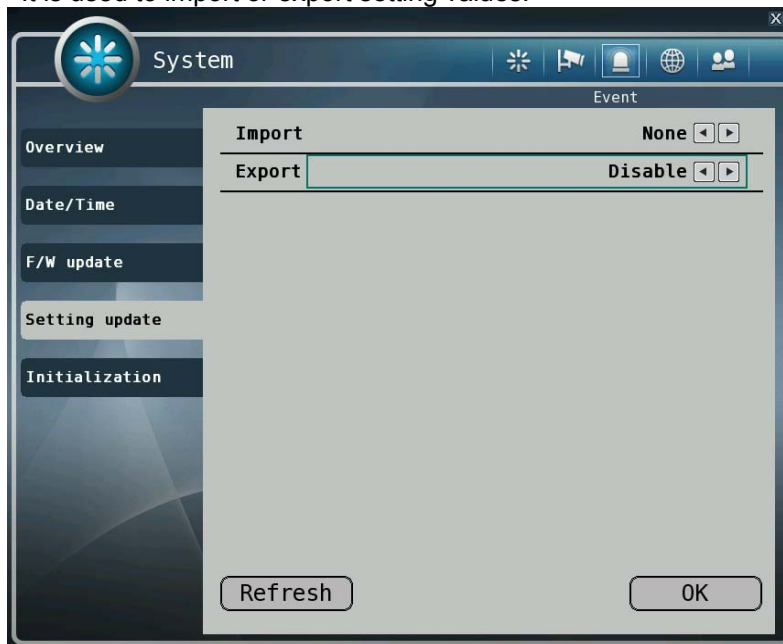 It is used to import or export setting values.
X
System
Event
Overview
Date/Time
F/W update
Setting update
Initialization
Import None
Export Disable
Refresh OK